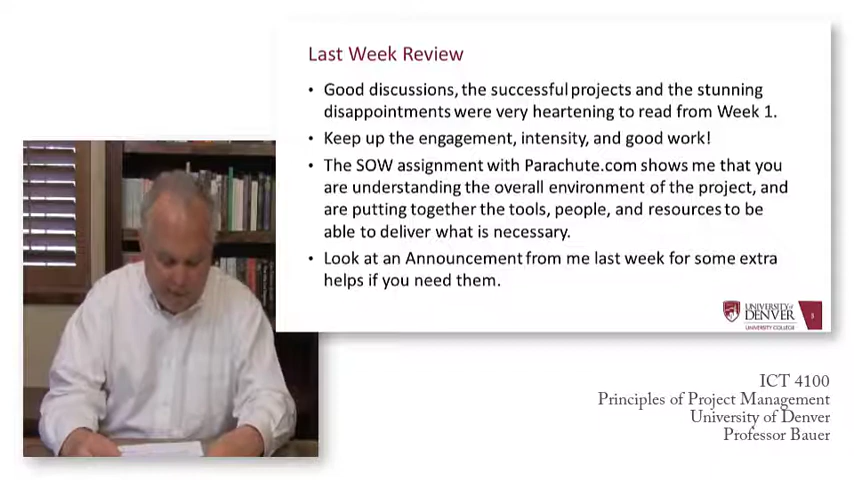 Last Week Review
• Good discussions, the successful projects and the stunning
disappointments were very heartening to read from Week 1.
• Keep up the engagement, intensity, and good work!
• The SOW assignment with Parachute.com shows me that you
are understanding the overall environment of the project, and
are putting together the tools, people, and resources to be
able to deliver what is necessary.
• Look at an Announcement from me last week for some extra
helps if you need them.
UNIVERSITY of
DENVER
UNIVERSITY COLLEGE
3
ICT 4100
Principles of Project Management
University of Denver
Professor Bauer